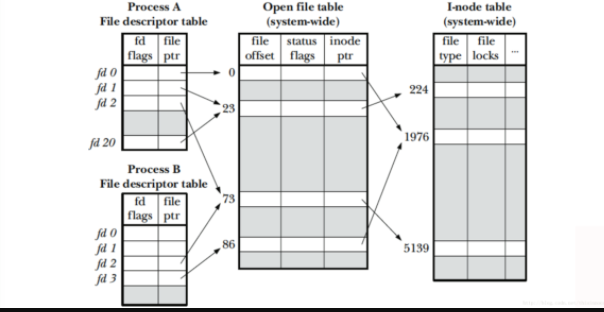 Process A
File descriptor table
fd flags
file ptr
fd 0
fd 1
fd 2
fd 20
Process B
File descriptor table
fd flags
file ptr
fd 0
fd 1
fd 2
fd 3
Open file table
(system-wide)
file offset
status flags
inode ptr
0
23
73
86
I-node table
(system-wide)
file type
file locks
...
224
1976
5139